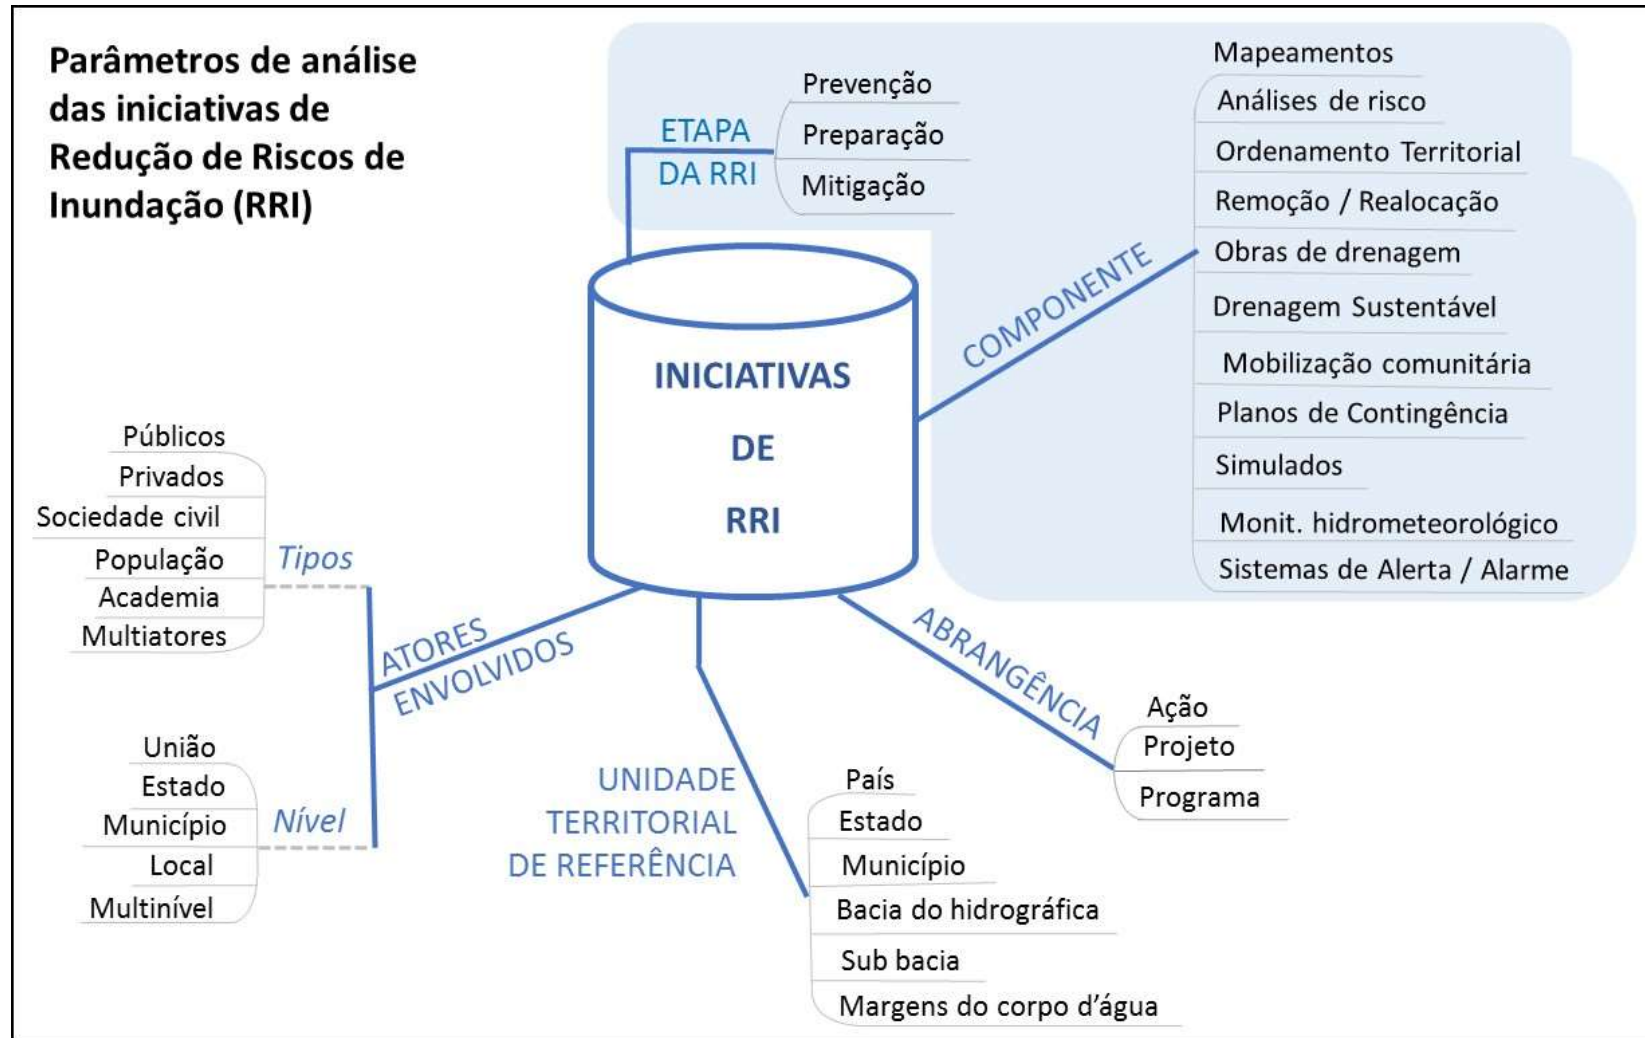 Parâmetros de análise
das iniciativas de
Redução de Riscos de
Inundação (RRI)
ETAPA
DA RRI
Prevenção
Preparação
Mitigação
COMPONENTE
Mapeamentos
Análises de risco
Ordenamento Territorial
Remoção / Realocação
Obras de drenagem
Drenagem Sustentável
Mobilização comunitária
Planos de Contingência
Simulados
Monit. hidrometeorológico
Sistemas de Alerta / Alarme
INICIATIVAS
DE
RRI
ATORES
ENVOLVIDOS
Tipos
Públicos
Privados
Sociedade civil
População
Academia
Multiatores
Nível
União
Estado
Município
Local
Multinível
UNIDADE
TERRITORIAL
DE REFERÊNCIA
País
Estado
Município
Bacia do hidrográfica
Sub bacia
Margens do corpo d'água
ABRANGÊNCIA
Ação
Projeto
Programa